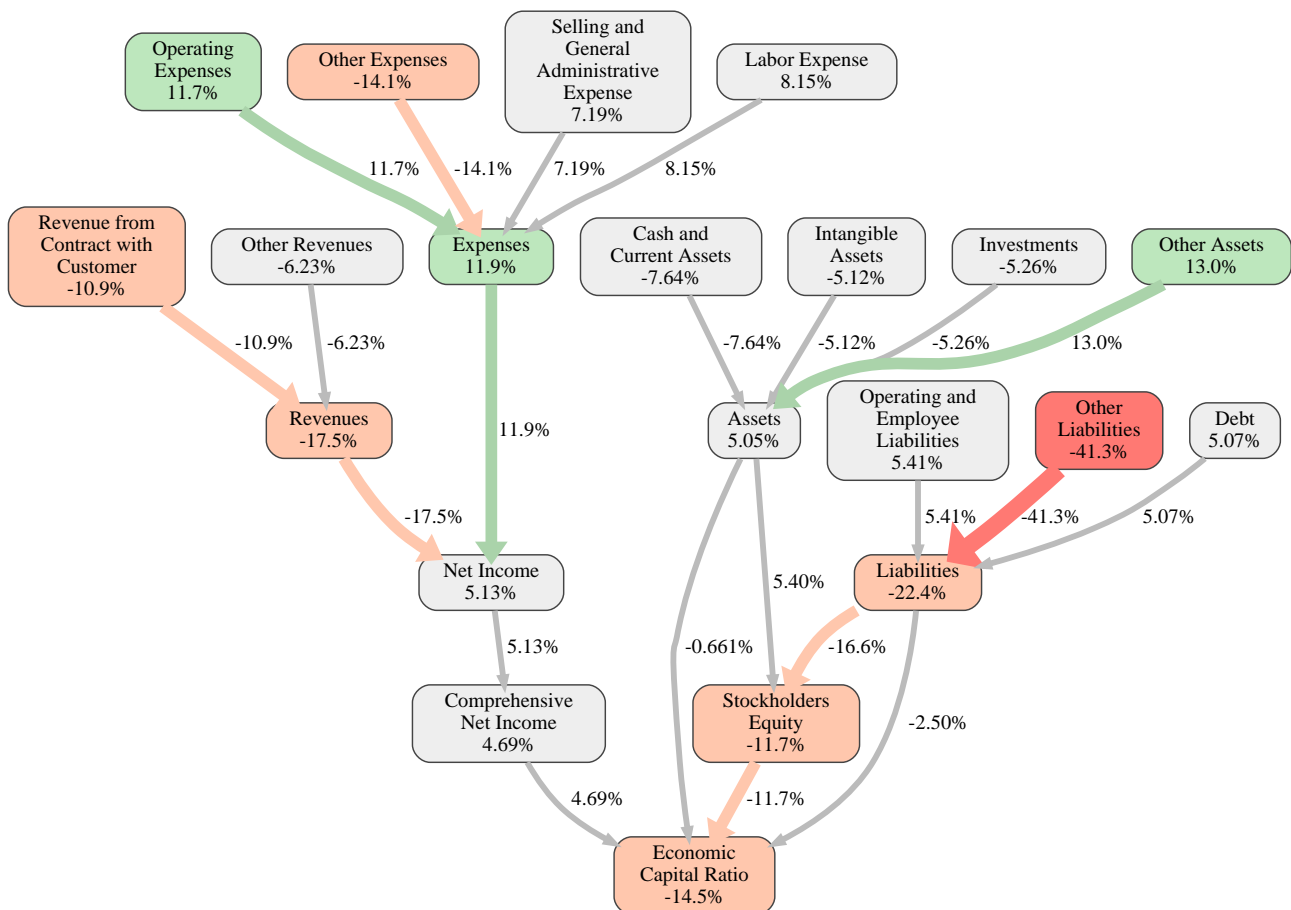 Operating
Expenses
11.7%
Other Expenses
-14.1%
Selling and
General
Administrative
Expense
7.19%
Labor Expense
8.15%
11.7%
-14.1%
7.19%
8.15%
Revenue from
Contract with
Customer
-10.9%
Other Revenues
-6.23%
Expenses
11.9%
Cash and
Current Assets
-7.64%
Intangible
Assets
-5.12%
Investments
-5.26%
Other Assets
13.0%
-10.9%
-6.23%
-7.64%
-5.12%
-5.26%
13.0%
Revenues
-17.5%
11.9%
Assets
5.05%
Operating and
Employee
Liabilities
5.41%
Other
Liabilities
-41.3%
Debt
5.07%
-17.5%
5.41%
-41.3%
5.07%
Net Income
5.13%
5.40%
Liabilities
-22.4%
5.13%
-0.661%
-16.6%
Comprehensive
Net Income
4.69%
Stockholders
Equity
-11.7%
-2.50%
4.69%
-11.7%
Economic
Capital Ratio
-14.5%